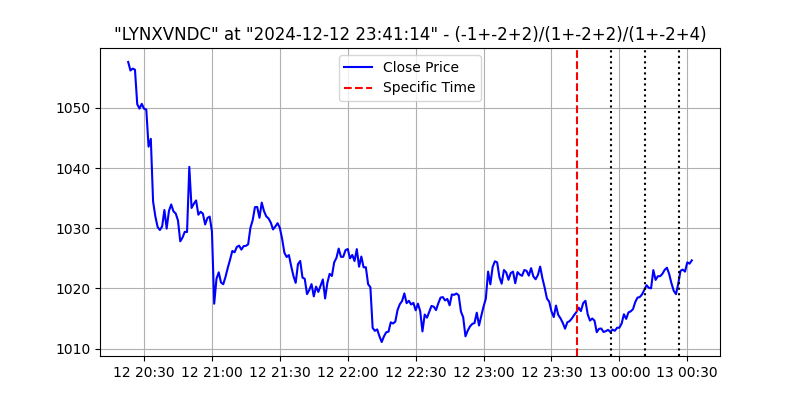 "LYNXVNDC" at "2024-12-12 23:41:14" - (-1+-2+2)/(1+-2+2)/(1+-2+4)
Close Price
Specific Time
1050
1040
1030
1020
1010
12 20:30 12 21:00 12 21:30 12 22:00 12 22:30 12 23:00 12 23:30 13 00:00 13 00:30